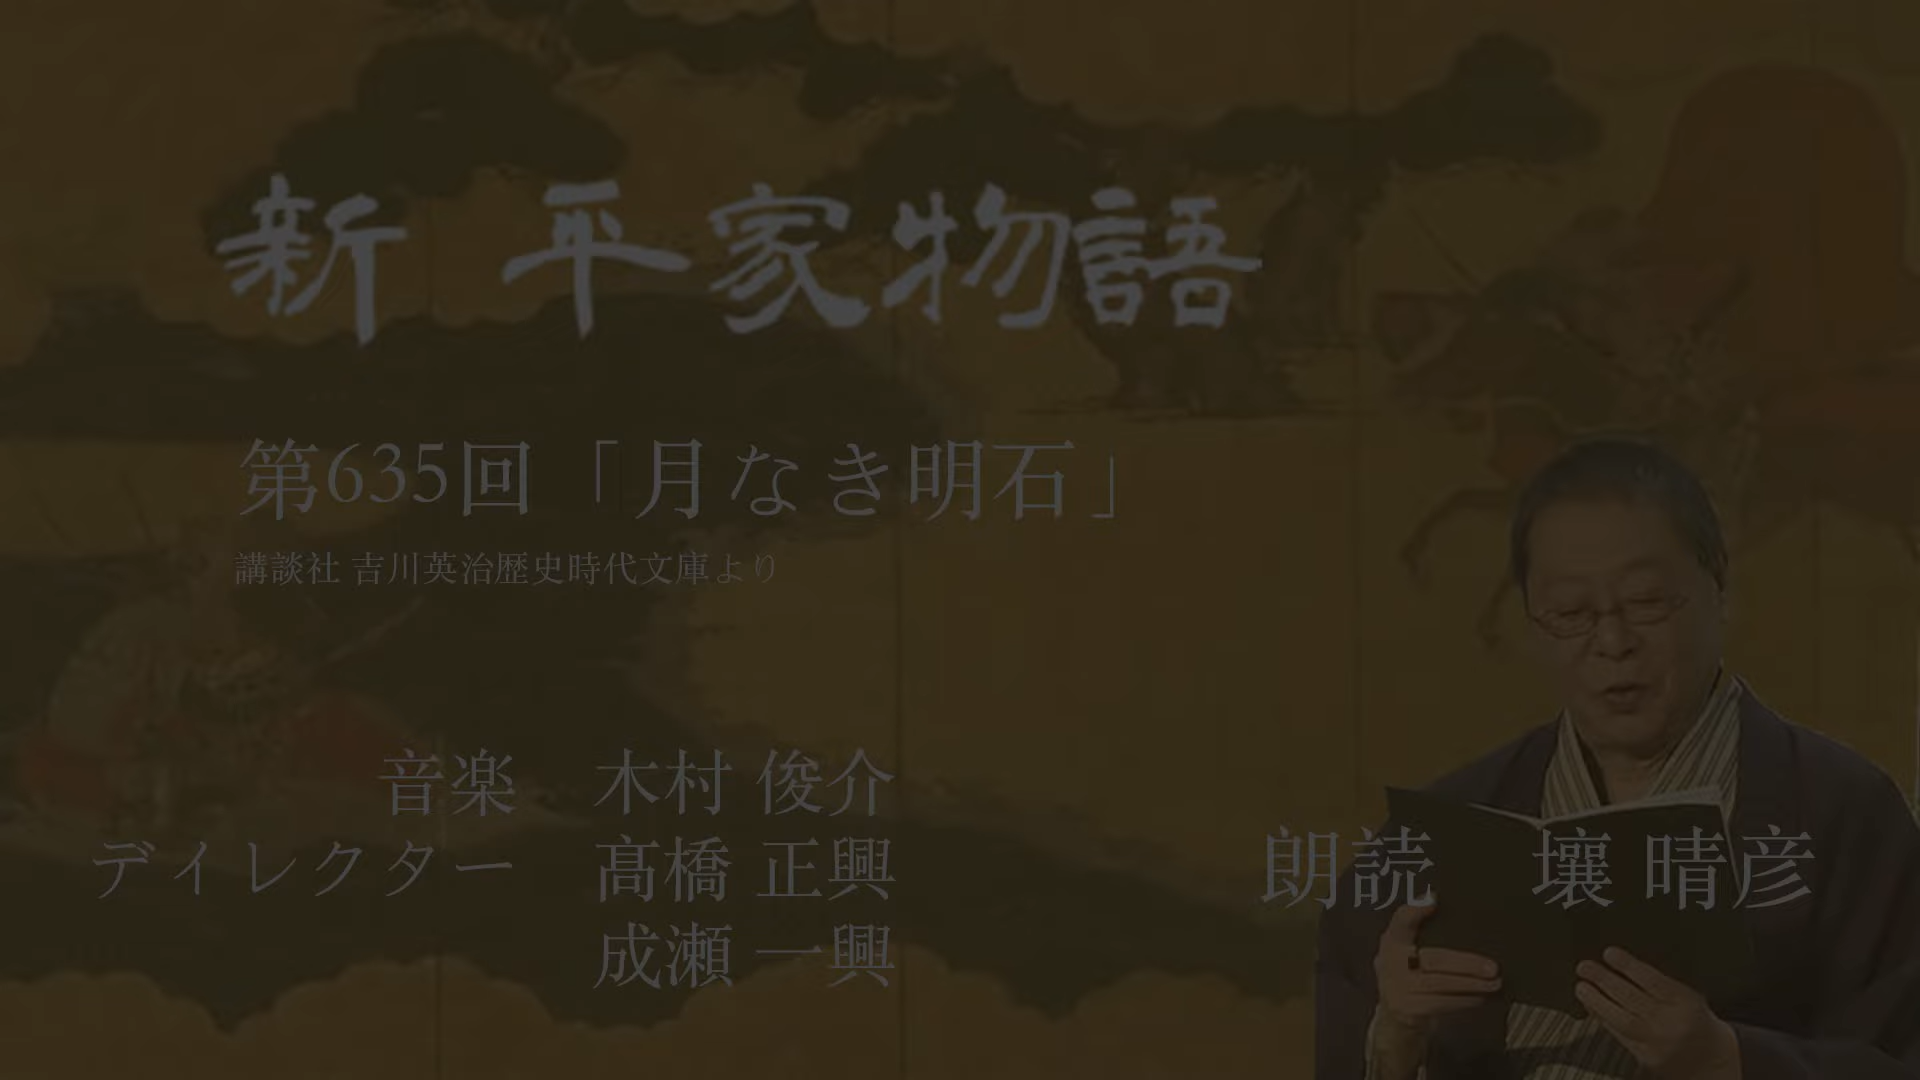 新 平家物語
第635回「月なき明石」
講談社 吉川英治歴史時代文庫より
音楽 木村 俊介
ディレクター 髙橋 正興
成瀬 一興
朗読 壤 晴彦